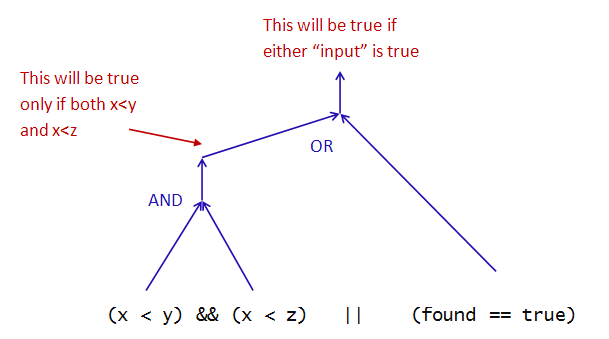 This will be true if
either “input” is true
This will be true
only if both x<y
and x<z
OR
AND
(x < y) && (x < z) || (found == true)